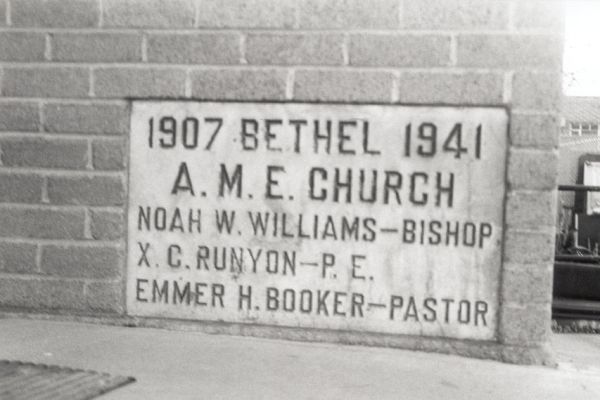 1907 BETHEL 1941
A. M. E. CHURCH
NOAH W. WILLIAMS-BISHOP
X. C. RUNYON-P. E.
EMMER H. BOOKER-PASTOR